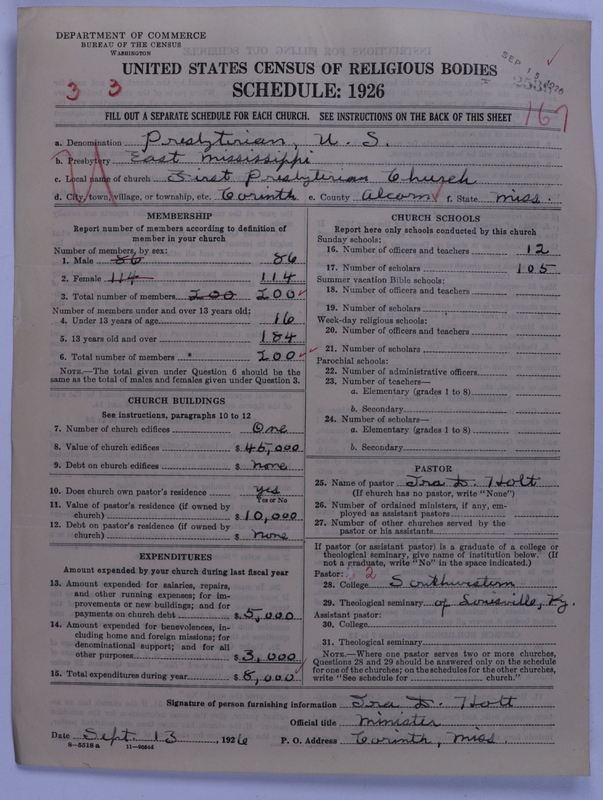 DEPARTMENT OF COMMERCE
BUREAU OF THE CENSUS
WASHINGTON
SEP 15 1926
UNITED STATES CENSUS OF RELIGIOUS BODIES
SCHEDULE: 1926
3 3
167
FILL OUT A SEPARATE SCHEDULE FOR EACH CHURCH. SEE INSTRUCTIONS ON THE BACK OF THIS SHEET
a. Denomination Presbyterian, U. S.
b. Presbytery East Mississippi
c. Local name of church First Presbyterian Church
d. City, town, village, or township, etc. Corinth e. County Alcorn f. State Miss.
MEMBERSHIP
Report number of members according to definition of
member in your church
Number of members, by sex:
1. Male 86 86
2. Female 114 114
3. Total number of members 200 200
Number of members under and over 13 years old:
4. Under 13 years of age 16
5. 13 years old and over 184
6. Total number of members 200
NOTE.—The total given under Question 6 should be the
same as the total of males and females given under Question 3.
CHURCH BUILDINGS
See instructions, paragraphs 10 to 12
7. Number of church edifices One
8. Value of church edifices $ 45,000
9. Debt on church edifices $ none
10. Does church own pastor's residence yes
Yes or No
11. Value of pastor's residence (if owned by
church) $ 10,000
12. Debt on pastor's residence (if owned by
church) $ none
EXPENDITURES
Amount expended by your church during last fiscal year
13. Amount expended for salaries, repairs,
and other running expenses; for im-
provements or new buildings; and for
payments on church debt $ 5,000
14. Amount expended for benevolences, in-
cluding home and foreign missions; for
denominational support; and for all
other purposes $ 3,000
15. Total expenditures during year $ 8,000
CHURCH SCHOOLS
Report here only schools conducted by this church
Sunday schools:
16. Number of officers and teachers 12
17. Number of scholars 105
Summer vacation Bible schools:
18. Number of officers and teachers
19. Number of scholars
Week-day religious schools:
20. Number of officers and teachers
21. Number of scholars
Parochial schools:
22. Number of administrative officers
23. Number of teachers—
a. Elementary (grades 1 to 8)
b. Secondary
24. Number of scholars—
a. Elementary (grades 1 to 8)
b. Secondary
PASTOR
25. Name of pastor Ira D. Holt
(If church has no pastor, write "None")
26. Number of ordained ministers, if any, em-
ployed as assistant pastors
27. Number of other churches served by the
pastor or his assistants
If pastor (or assistant pastor) is a graduate of a college or
theological seminary, give name of institution below. (If
not a graduate, write "No" in the space indicated.)
Pastor: 2
28. College Southwestern
29. Theological seminary of Louisville, Ky.
Assistant pastor:
30. College
31. Theological seminary
NOTE.—Where one pastor serves two or more churches,
Questions 28 and 29 should be answered only on the schedule
for one of the churches; on the schedules for the other churches,
write "See schedule for church."
Signature of person furnishing information Ira D. Holt
Official title Minister
Date Sept. 13, 1926 P. O. Address Corinth, Miss.
8-5518a